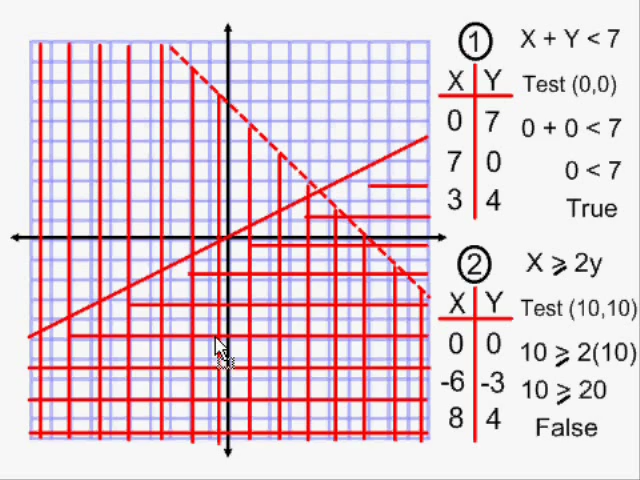 1 X + Y < 7
X Y Test (0,0)
0 7 0 + 0 < 7
7 0 0 < 7
3 4 True
2 X ⩾ 2y
X Y Test (10,10)
0 0 10 ⩾ 2(10)
-6 -3 10 ⩾ 20
8 4 False